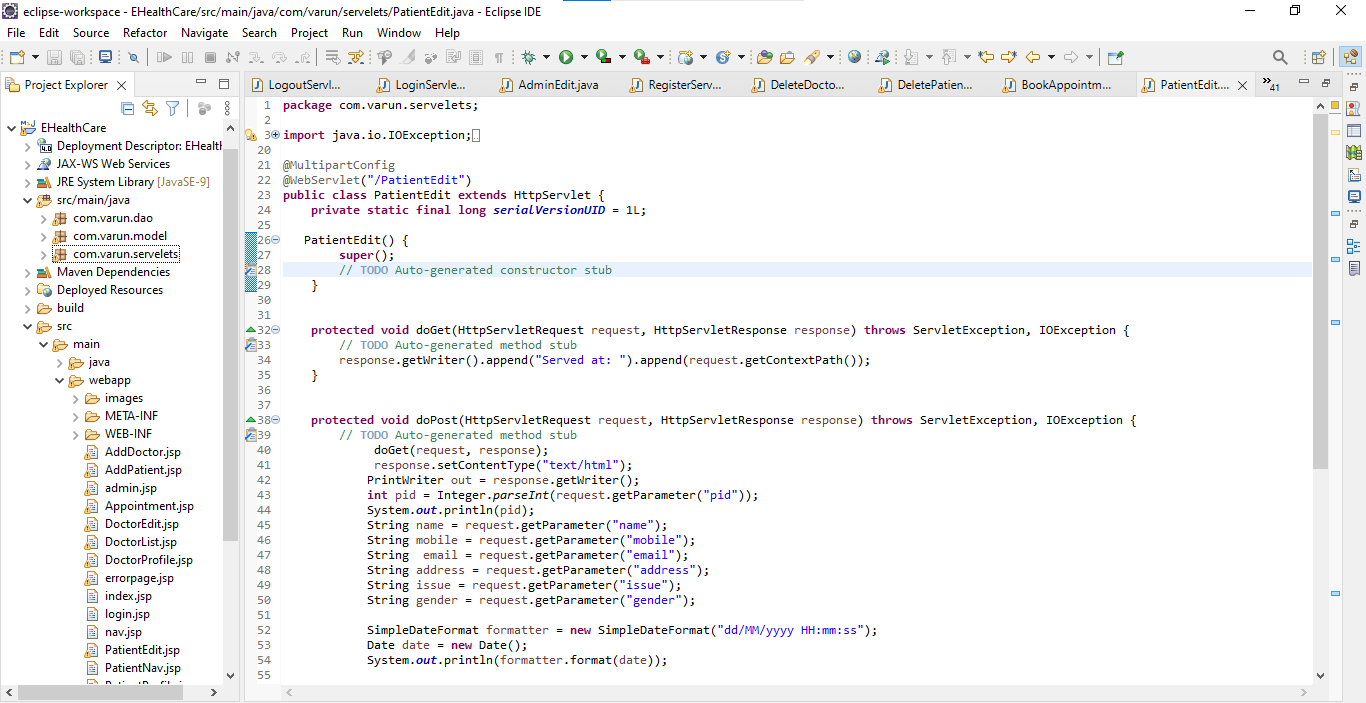 eclipse-workspace - EHealthCare/src/main/java/com/varun/servelets/PatientEdit.java - Eclipse IDE
File Edit Source Refactor Navigate Search Project Run Window Help
Project Explorer
EHealthCare
Deployment Descriptor: EHealth
JAX-WS Web Services
JRE System Library [JavaSE-9]
src/main/java
com.varun.dao
com.varun.model
com.varun.servelets
Maven Dependencies
Deployed Resources
build
src
main
java
webapp
images
META-INF
WEB-INF
AddDoctor.jsp
AddPatient.jsp
admin.jsp
Appointment.jsp
DoctorEdit.jsp
DoctorList.jsp
DoctorProfile.jsp
errorpage.jsp
index.jsp
login.jsp
nav.jsp
PatientEdit.jsp
PatientNav.jsp
LogoutServl... LoginServle... AdminEdit.java RegisterServ... DeleteDocto... DeletePatien... BookAppointm... PatientEdit.... 41
1 package com.varun.servelets;
2
3 import java.io.IOException;
20
21 @MultipartConfig
22 @WebServlet("/PatientEdit")
23 public class PatientEdit extends HttpServlet {
24 private static final long serialVersionUID = 1L;
25
26 PatientEdit() {
27 super();
28 // TODO Auto-generated constructor stub
29 }
30
31
32 protected void doGet(HttpServletRequest request, HttpServletResponse response) throws ServletException, IOException {
33 // TODO Auto-generated method stub
34 response.getWriter().append("Served at: ").append(request.getContextPath());
35 }
36
37
38 protected void doPost(HttpServletRequest request, HttpServletResponse response) throws ServletException, IOException {
39 // TODO Auto-generated method stub
40 doGet(request, response);
41 response.setContentType("text/html");
42 PrintWriter out = response.getWriter();
43 int pid = Integer.parseInt(request.getParameter("pid"));
44 System.out.println(pid);
45 String name = request.getParameter("name");
46 String mobile = request.getParameter("mobile");
47 String email = request.getParameter("email");
48 String address = request.getParameter("address");
49 String issue = request.getParameter("issue");
50 String gender = request.getParameter("gender");
51
52 SimpleDateFormat formatter = new SimpleDateFormat("dd/MM/yyyy HH:mm:ss");
53 Date date = new Date();
54 System.out.println(formatter.format(date));
55